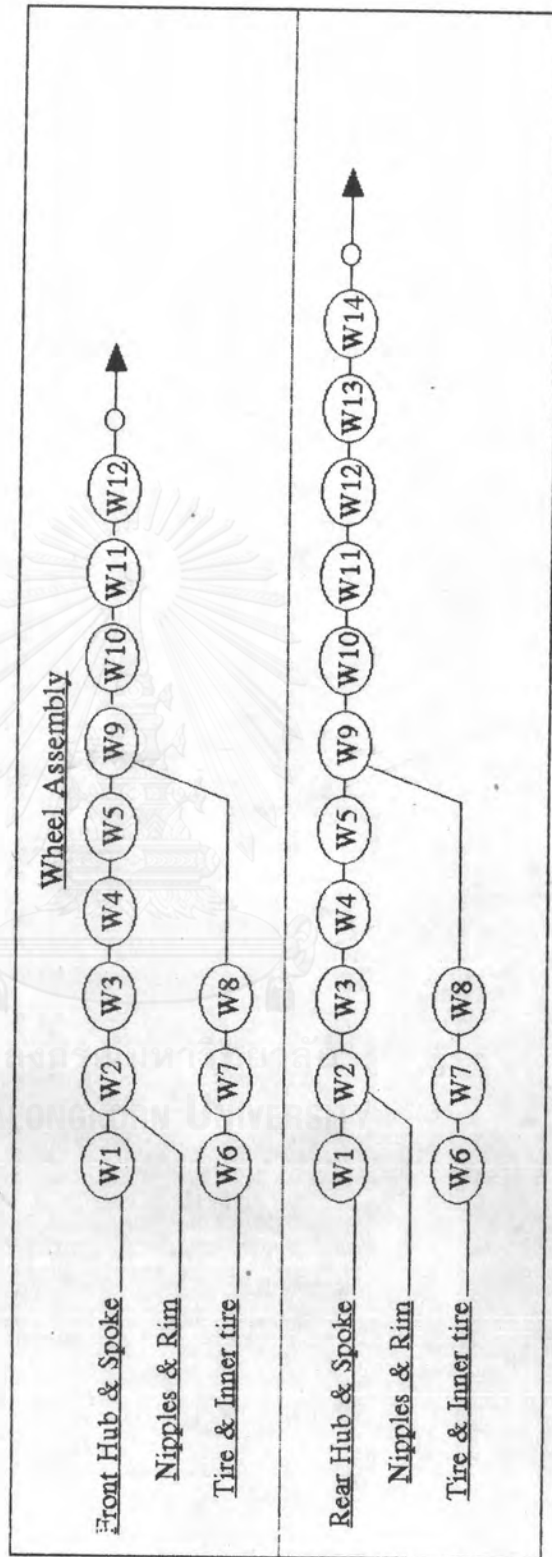 Wheel Assembly
Front Hub & Spoke W1 W2 W3 W4 W5 W9 W10 W11 W12
Nipples & Rim
Tire & Inner tire W6 W7 W8
Rear Hub & Spoke W1 W2 W3 W4 W5 W9 W10 W11 W12 W13 W14
Nipples & Rim
Tire & Inner tire W6 W7 W8